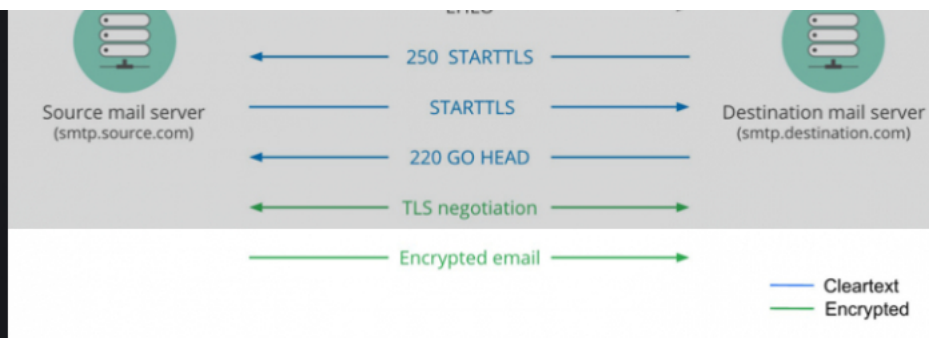 EHLO
250 STARTTLS
Source mail server
(smtp.source.com)
STARTTLS
Destination mail server
(smtp.destination.com)
220 GO HEAD
TLS negotiation
Encrypted email
Cleartext
Encrypted